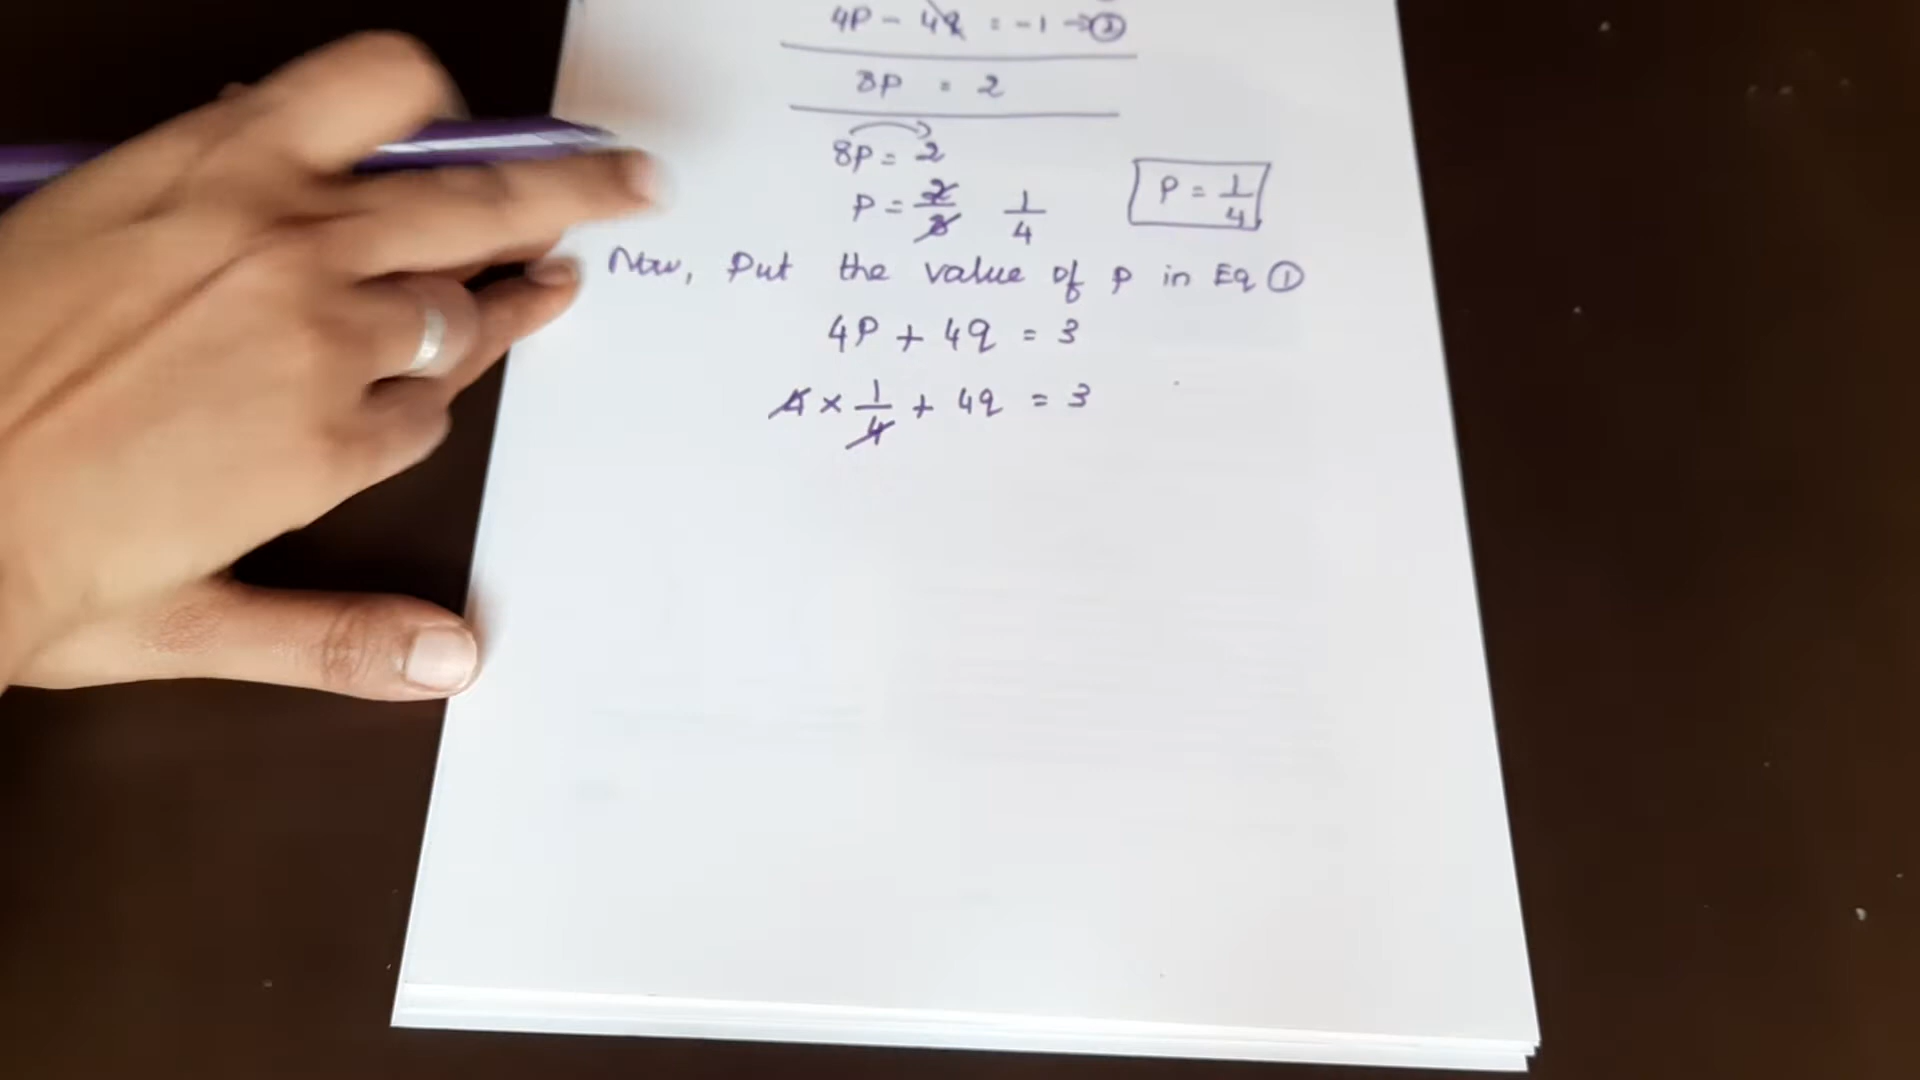 4P - 4q = -1 → ②
8P = 2
8P = 2
P = 2/8 1/4
P = 1/4
Now, Put the value of p in Eq ①
4P + 4q = 3
4 × 1/4 + 4q = 3